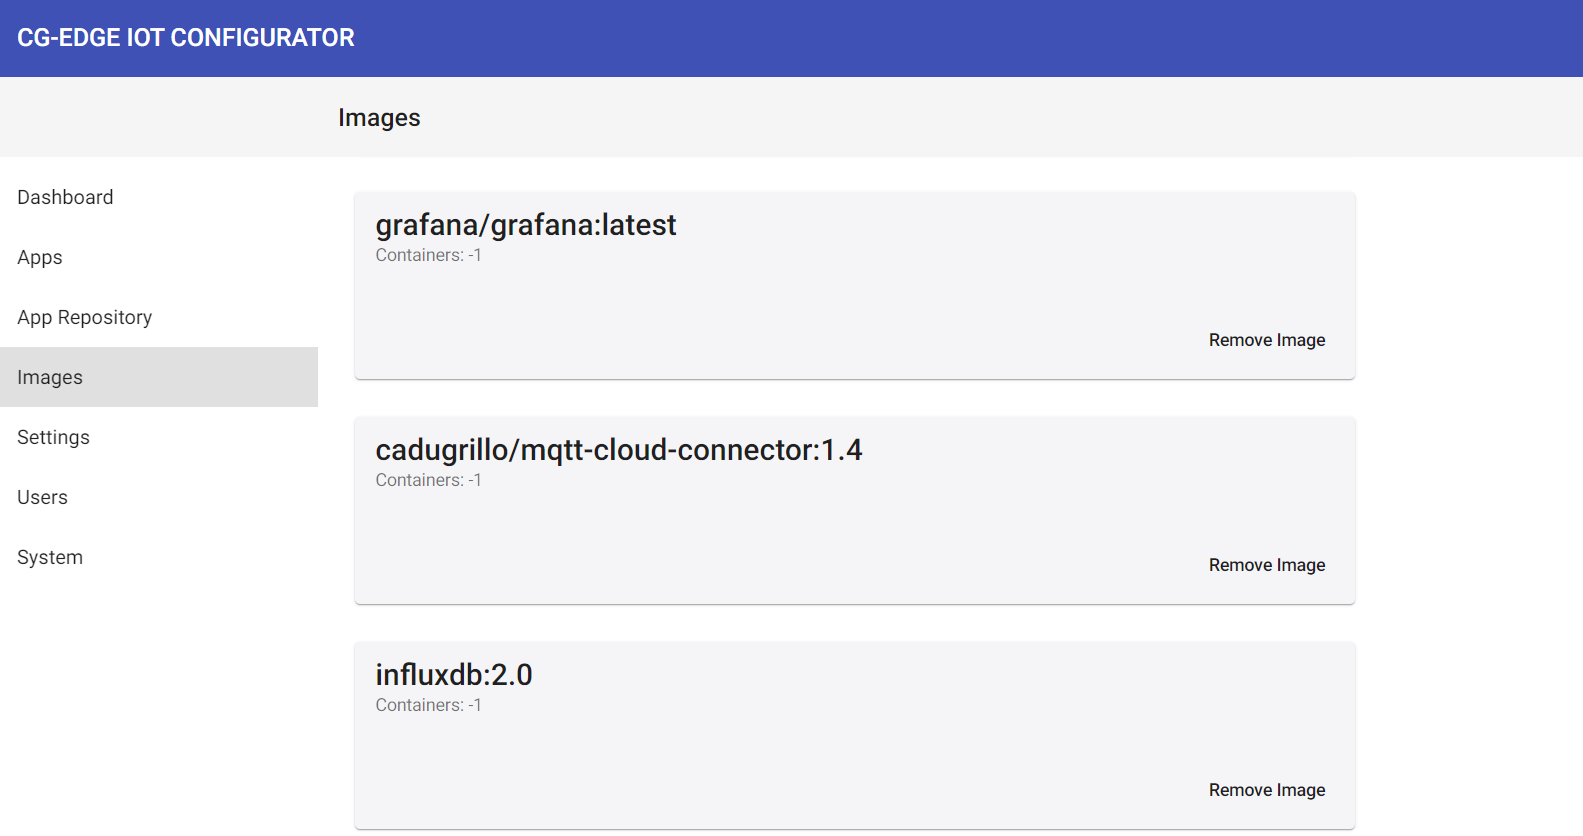 CG-EDGE IOT CONFIGURATOR
Images
Dashboard
Apps
App Repository
Images
Settings
Users
System
grafana/grafana:latest
Containers: -1
Remove Image
cadugrillo/mqtt-cloud-connector:1.4
Containers: -1
Remove Image
influxdb:2.0
Containers: -1
Remove Image